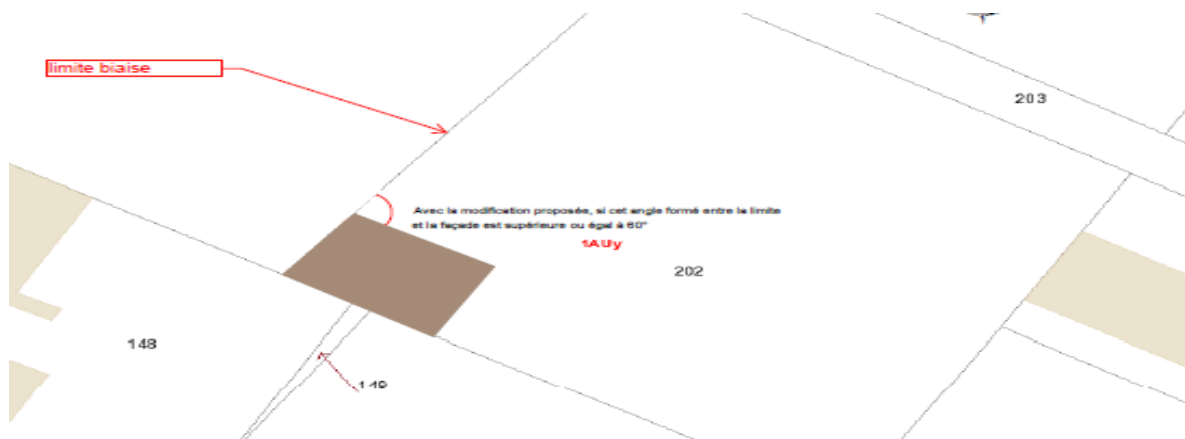 limite biaise
203
Avec la modification proposée, si cet angle formé entre la limite
et la façade est supérieure ou égal à 60°
1AUy
202
148
149